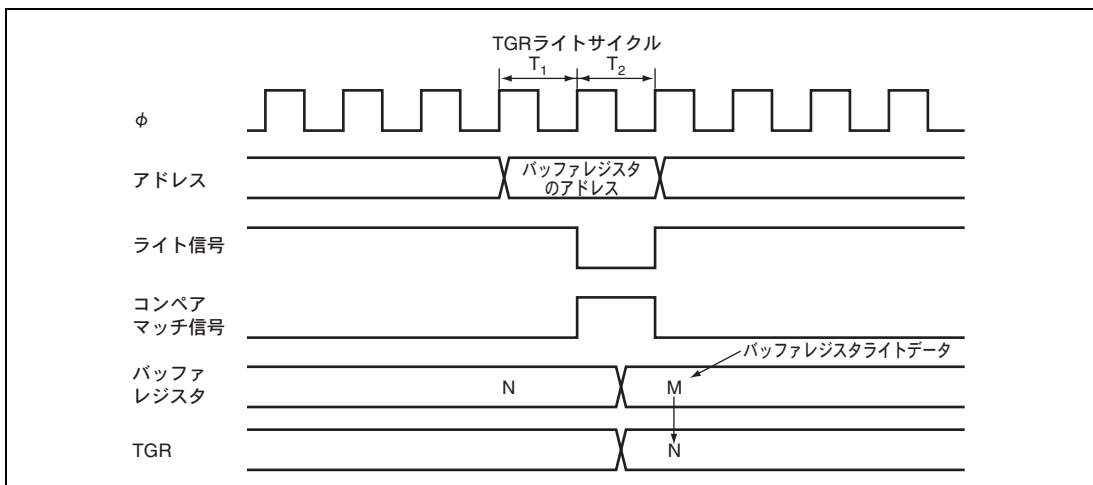 TGRライトサイクル
T1 T2
φ
アドレス
バッファレジスタ
のアドレス
ライト信号
コンペア
マッチ信号
バッファレジスタライトデータ
バッファ
レジスタ
N M
TGR
N